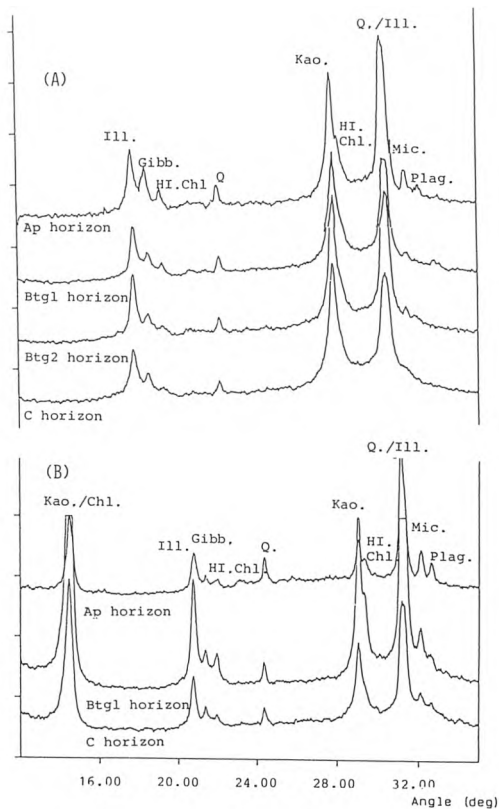 (A)
Q./Ill.
Kao.
HI.
Chl.
Ill.
Gibb.
HI.Chl
Q
Mic.
Plag.
Ap horizon
Btg1 horizon
Btg2 horizon
C horizon
(B)
Q./Ill.
Kao./Chl.
Kao.
Ill.
Gibb.
HI.Chl
Q.
HI.
Chl
Mic.
Plag.
Ap horizon
Btg1 horizon
C horizon
16.00 20.00 24.00 28.00 32.00
Angle (deg)